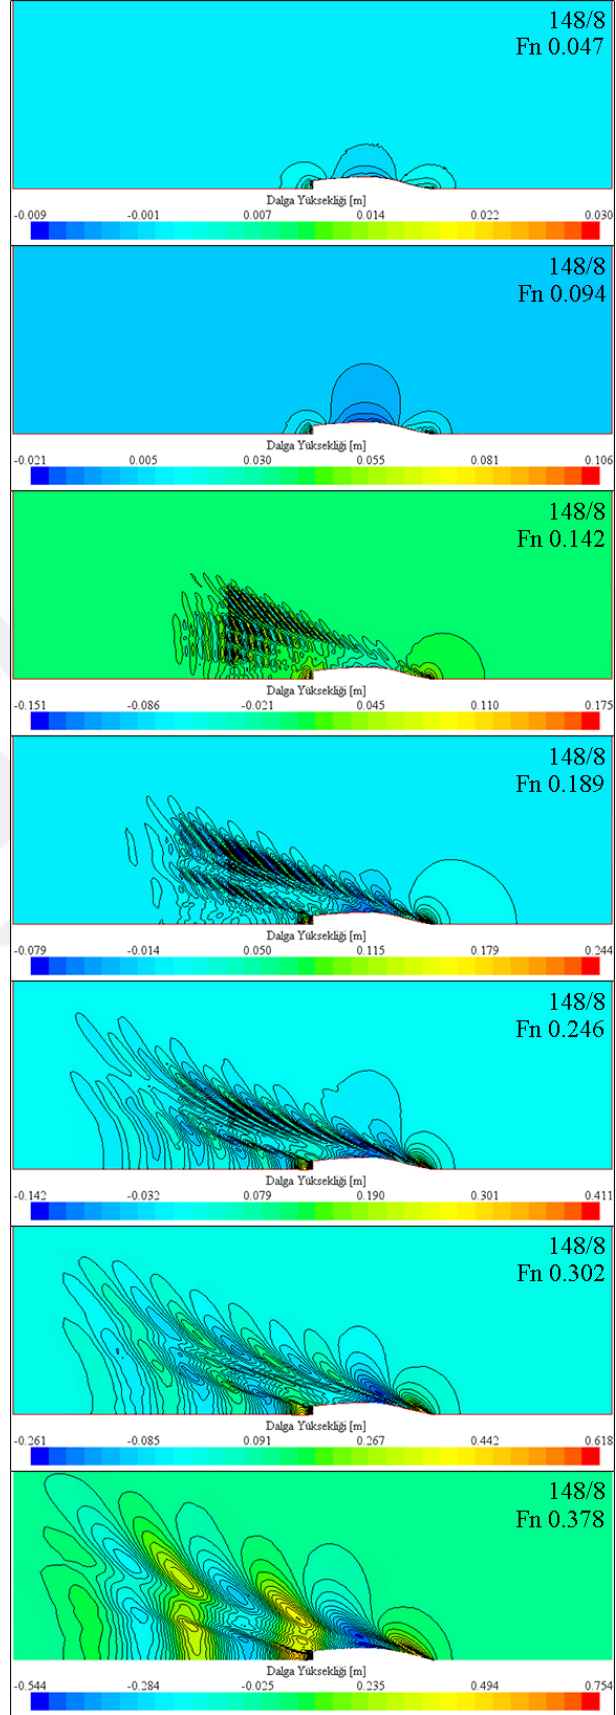 148/8
Fn 0.047
Dalga Yüksekliği [m]
-0.009 -0.001 0.007 0.014 0.022 0.030
148/8
Fn 0.094
Dalga Yüksekliği [m]
-0.021 0.005 0.030 0.055 0.081 0.106
148/8
Fn 0.142
Dalga Yüksekliği [m]
-0.151 -0.086 -0.021 0.045 0.110 0.175
148/8
Fn 0.189
Dalga Yüksekliği [m]
-0.079 -0.014 0.050 0.115 0.179 0.244
148/8
Fn 0.246
Dalga Yüksekliği [m]
-0.142 -0.032 0.079 0.190 0.301 0.411
148/8
Fn 0.302
Dalga Yüksekliği [m]
-0.261 -0.085 0.091 0.267 0.442 0.618
148/8
Fn 0.378
Dalga Yüksekliği [m]
-0.544 -0.284 -0.025 0.235 0.494 0.754